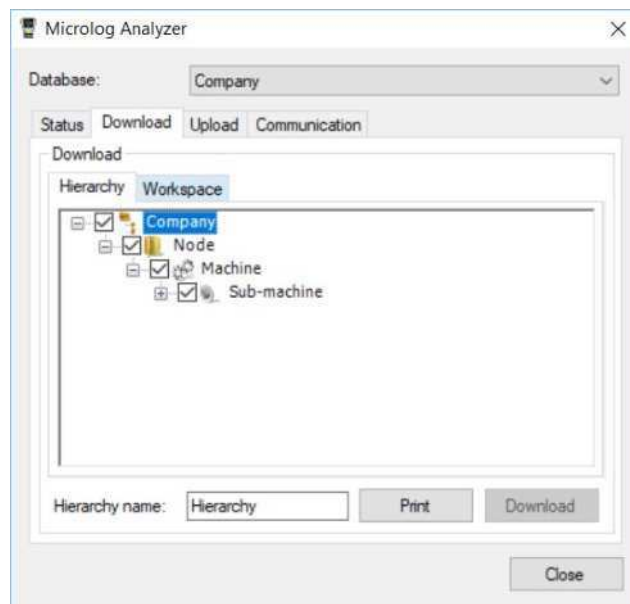 Microlog Analyzer
Database: Company
Status Download Upload Communication
Download
Hierarchy Workspace
Company
Node
Machine
Sub-machine
Hierarchy name: Hierarchy Print Download
Close